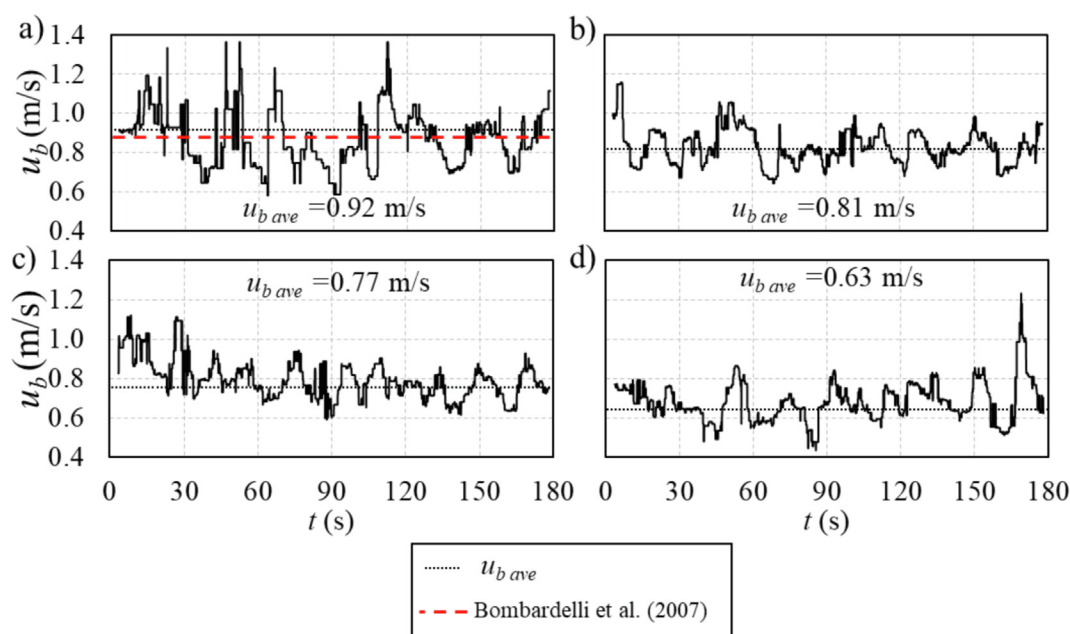 a)
1.4
1.2
1.0
0.8
0.6
0.4
u_b (m/s)
u_b ave =0.92 m/s
b)
u_b ave =0.81 m/s
c)
1.4
1.2
1.0
0.8
0.6
0.4
u_b (m/s)
u_b ave =0.77 m/s
0 30 60 90 120 150 180
t (s)
d)
u_b ave =0.63 m/s
0 30 60 90 120 150 180
t (s)
u_b ave
Bombardelli et al. (2007)